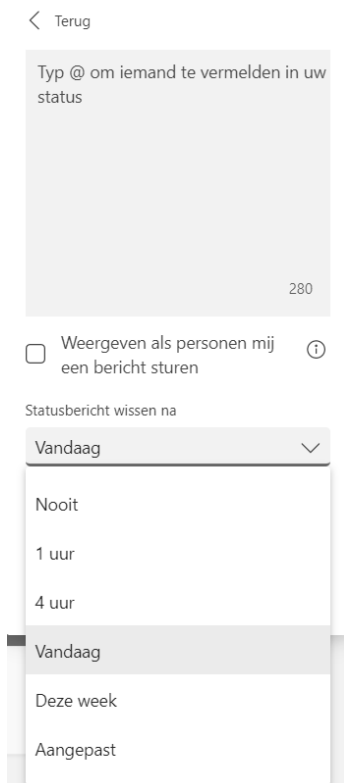 Terug
Typ @ om iemand te vermelden in uw
status
280
Weergeven als personen mij
een bericht sturen
Statusbericht wissen na
Vandaag
Nooit
1 uur
4 uur
Vandaag
Deze week
Aangepast